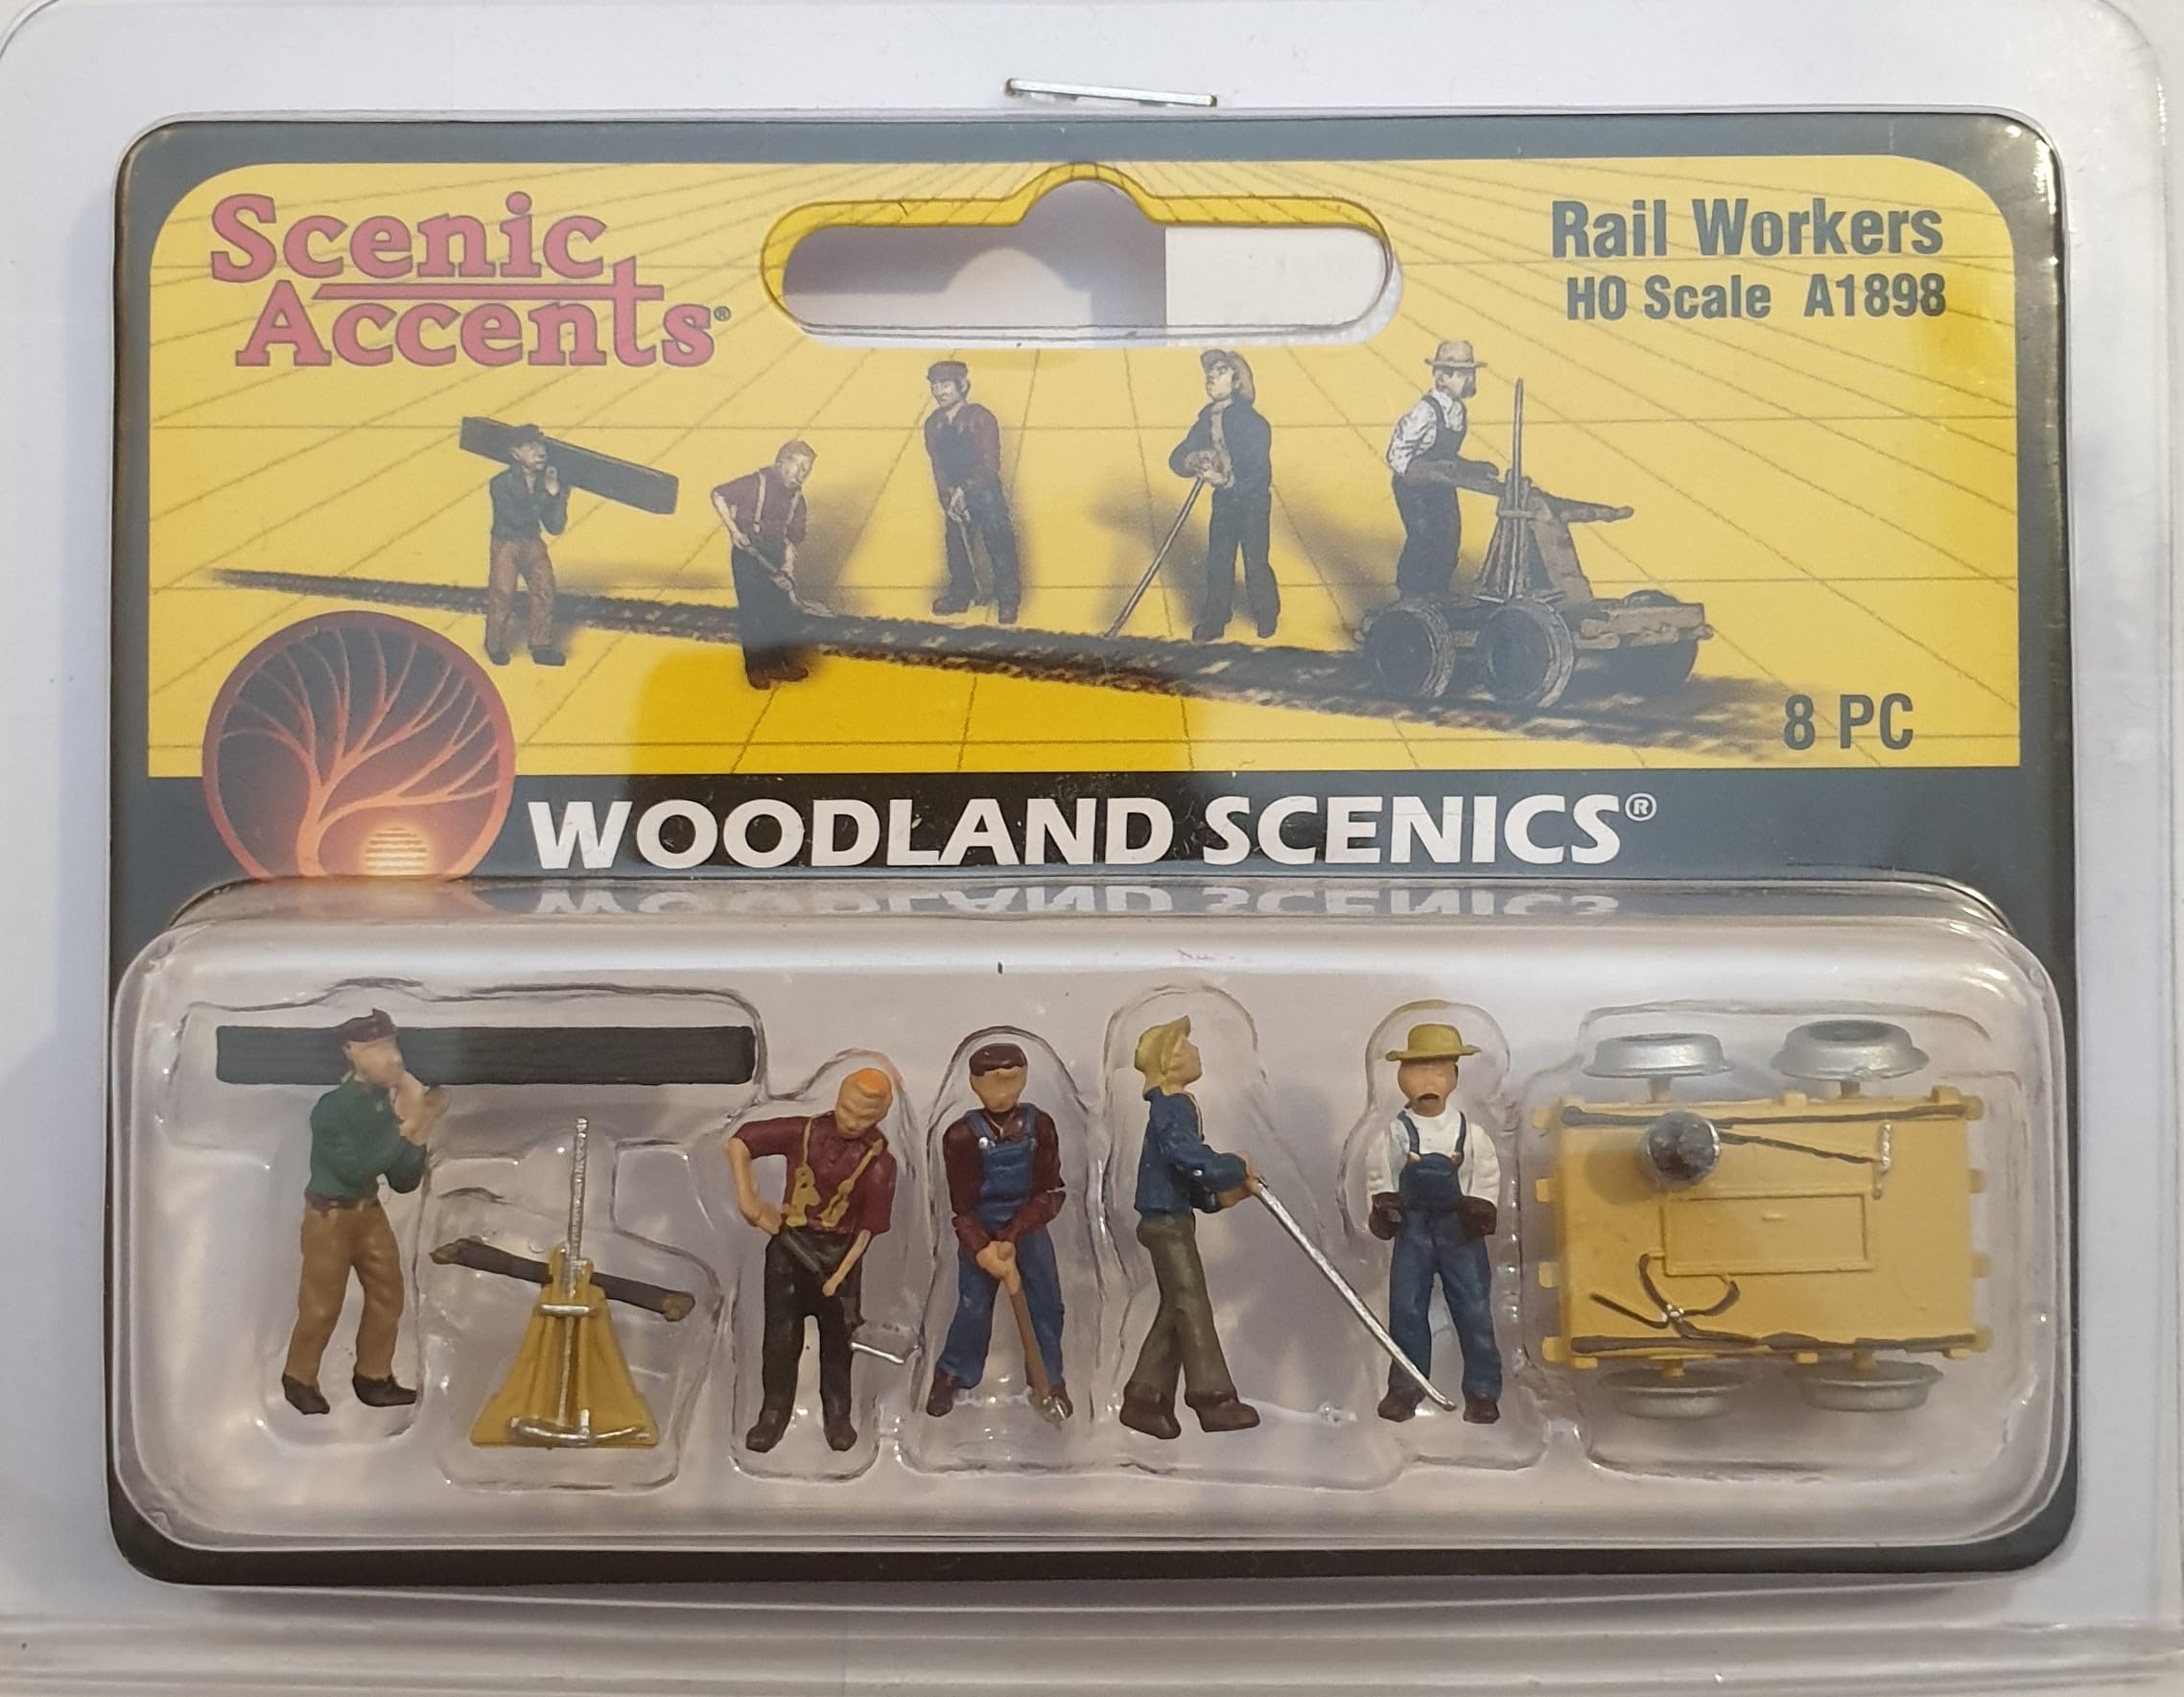 Scenic
Accents®
Rail Workers
HO Scale A1898
8 PC
WOODLAND SCENICS®